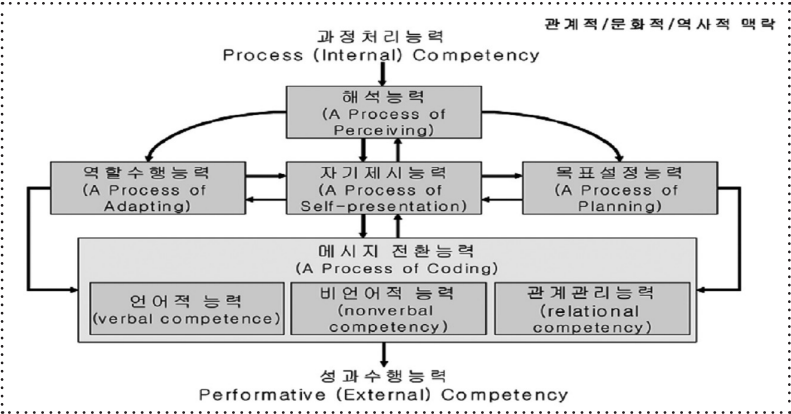 관계적/문화적/역사적 맥락
과정처리능력
Process (Internal) Competency
해석능력
(A Process of
Perceiving)
역할수행능력
(A Process of
Adapting)
자기제시능력
(A Process of
Self-presentation)
목표설정능력
(A Process of
Planning)
메시지 전환능력
(A Process of Coding)
언어적 능력
(verbal competence)
비언어적 능력
(nonverbal
competency)
관계관리능력
(relational
competency)
성과수행능력
Performative (External) Competency